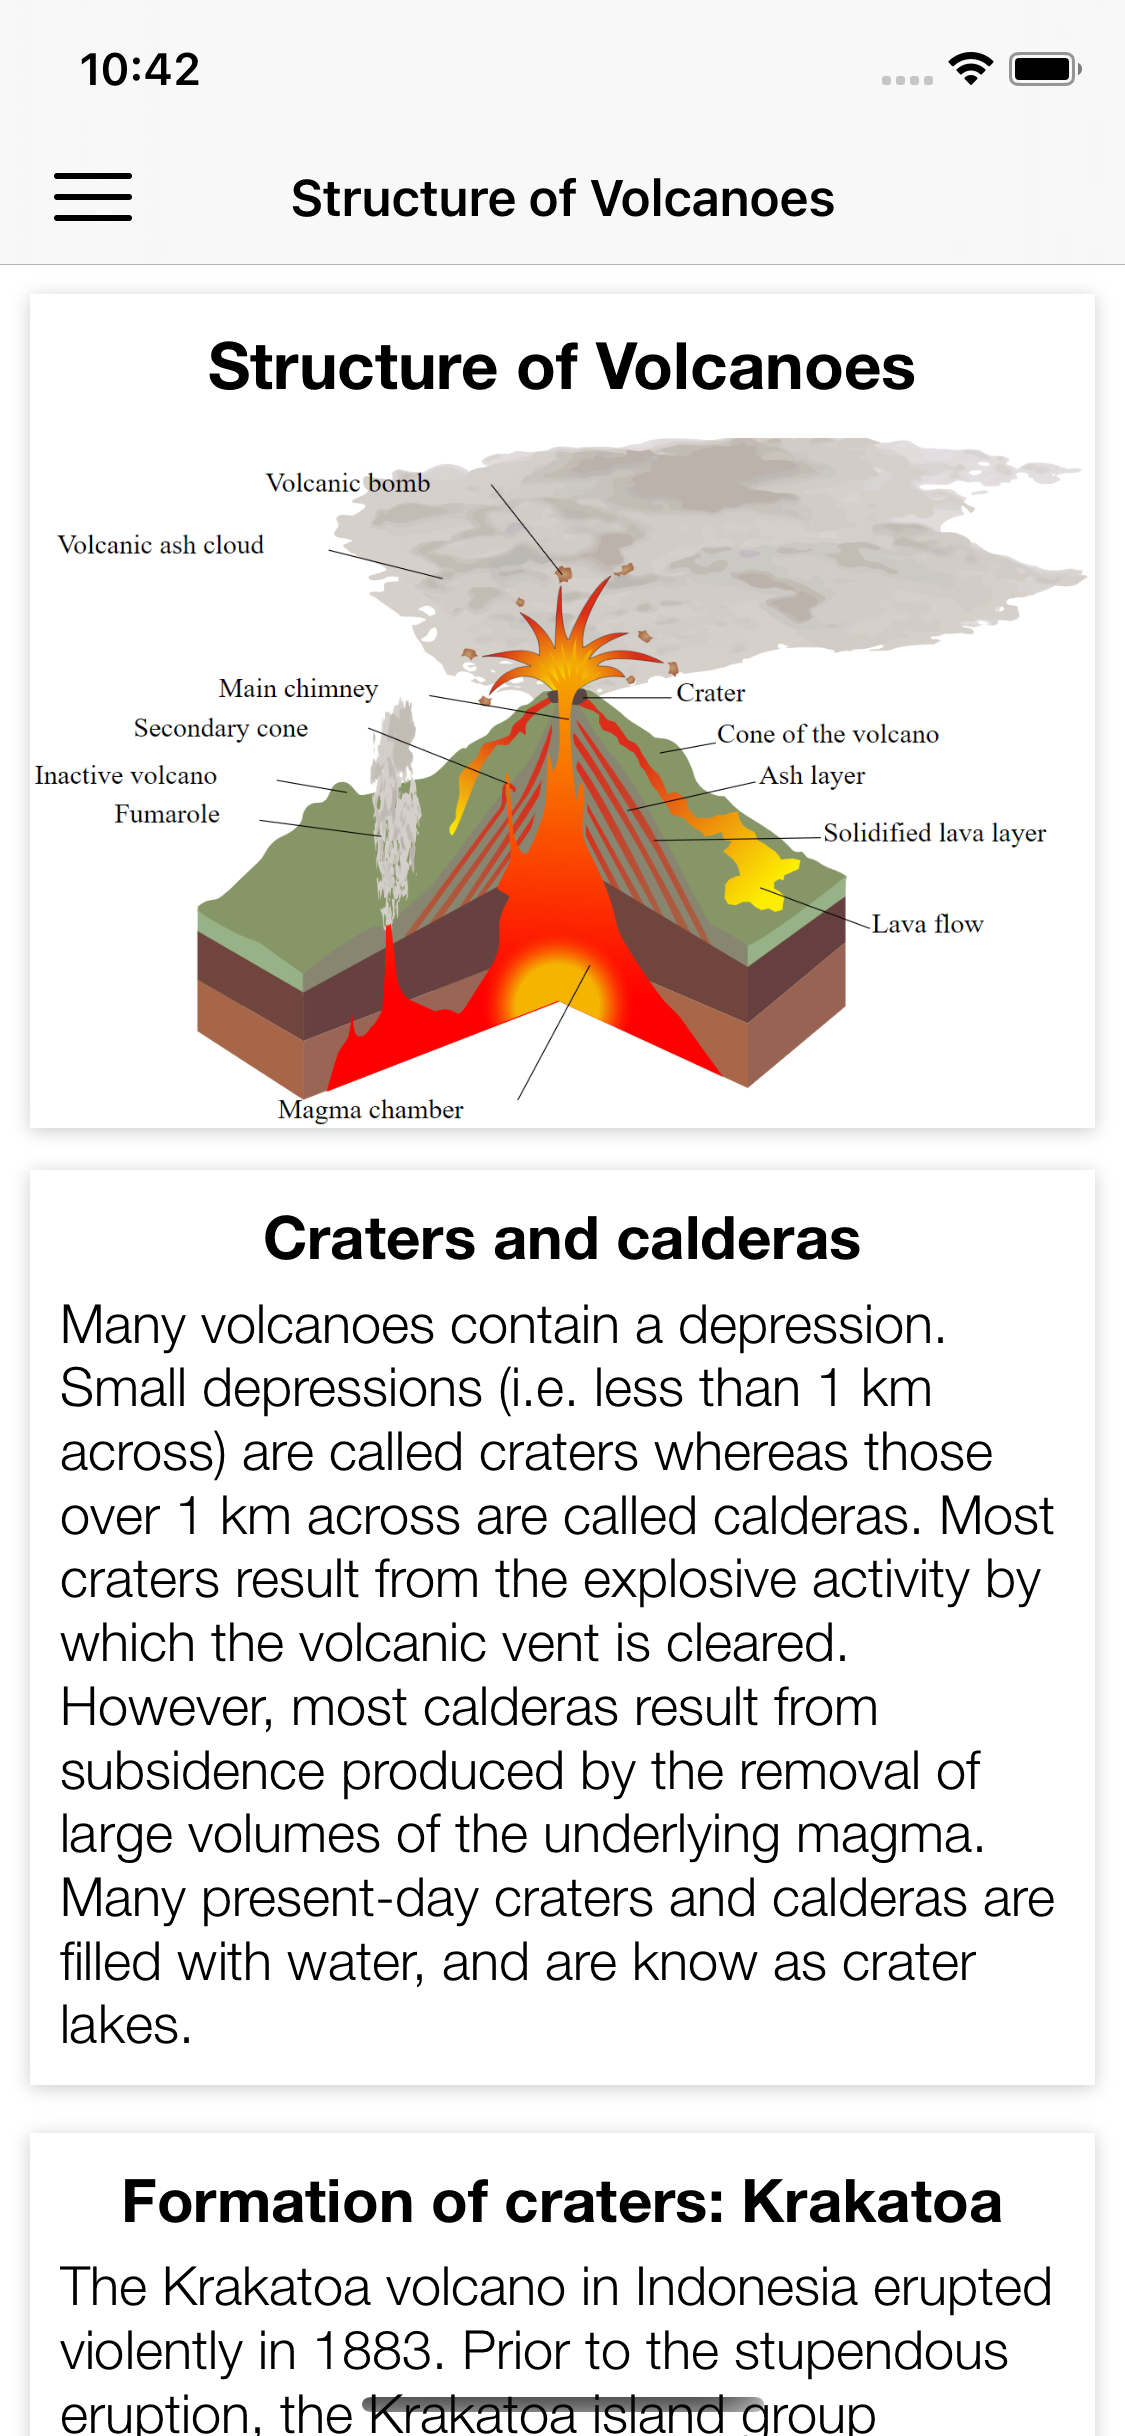 10:42
Structure of Volcanoes
Structure of Volcanoes
Volcanic bomb
Volcanic ash cloud
Main chimney
Crater
Secondary cone
Cone of the volcano
Inactive volcano
Ash layer
Fumarole
Solidified lava layer
Lava flow
Magma chamber
Craters and calderas
Many volcanoes contain a depression.
Small depressions (i.e. less than 1 km
across) are called craters whereas those
over 1 km across are called calderas. Most
craters result from the explosive activity by
which the volcanic vent is cleared.
However, most calderas result from
subsidence produced by the removal of
large volumes of the underlying magma.
Many present-day craters and calderas are
filled with water, and are know as crater
lakes.
Formation of craters: Krakatoa
The Krakatoa volcano in Indonesia erupted
violently in 1883. Prior to the stupendous
eruption, the Krakatoa island group